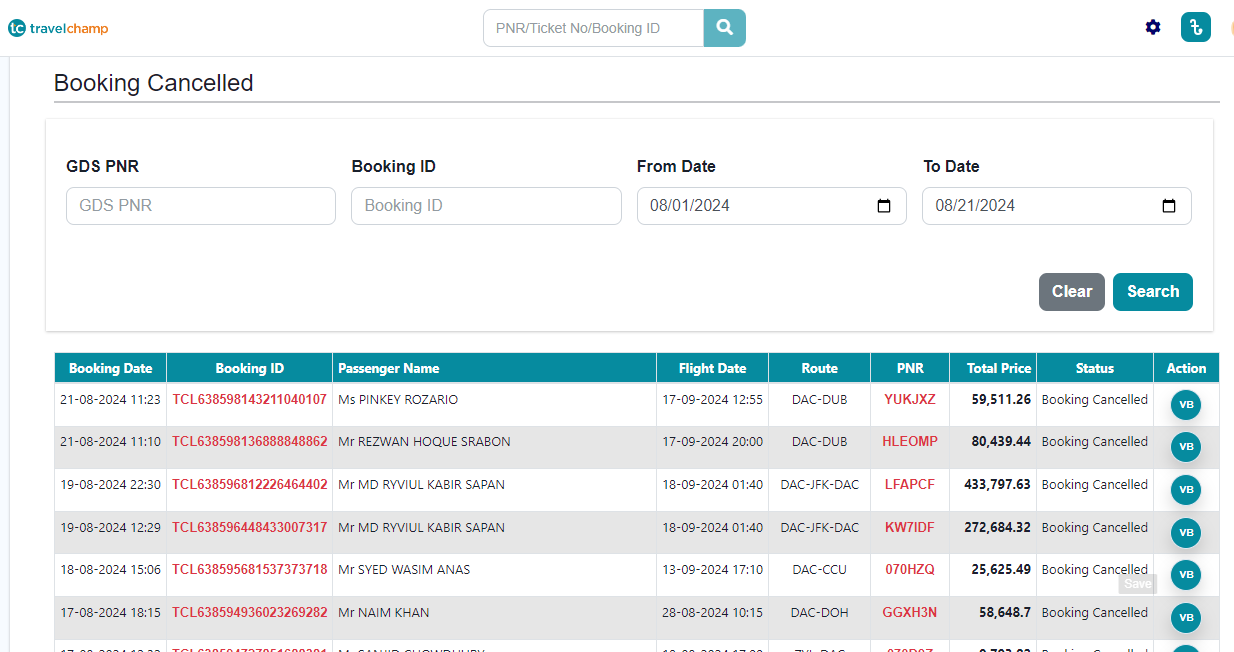 tc travelchamp
PNR/Ticket No/Booking ID
Booking Cancelled
GDS PNR Booking ID From Date To Date
GDS PNR Booking ID 08/01/2024 08/21/2024
Clear Search
Booking Date Booking ID Passenger Name Flight Date Route PNR Total Price Status Action
21-08-2024 11:23 TCL638598143211040107 Ms PINKEY ROZARIO 17-09-2024 12:55 DAC-DUB YUKJXZ 59,511.26 Booking Cancelled VB
21-08-2024 11:10 TCL638598136888848862 Mr REZWAN HOQUE SRABON 17-09-2024 20:00 DAC-DUB HLEOMP 80,439.44 Booking Cancelled VB
19-08-2024 22:30 TCL638596812226464402 Mr MD RYVIUL KABIR SAPAN 18-09-2024 01:40 DAC-JFK-DAC LFAPCF 433,797.63 Booking Cancelled VB
19-08-2024 12:29 TCL638596448433007317 Mr MD RYVIUL KABIR SAPAN 18-09-2024 01:40 DAC-JFK-DAC KW7IDF 272,684.32 Booking Cancelled VB
18-08-2024 15:06 TCL638595681537373718 Mr SYED WASIM ANAS 13-09-2024 17:10 DAC-CCU 070HZQ 25,625.49 Booking Cancelled VB
Save
17-08-2024 18:15 TCL638594936023269282 Mr NAIM KHAN 28-08-2024 10:15 DAC-DOH GGXH3N 58,648.7 Booking Cancelled VB